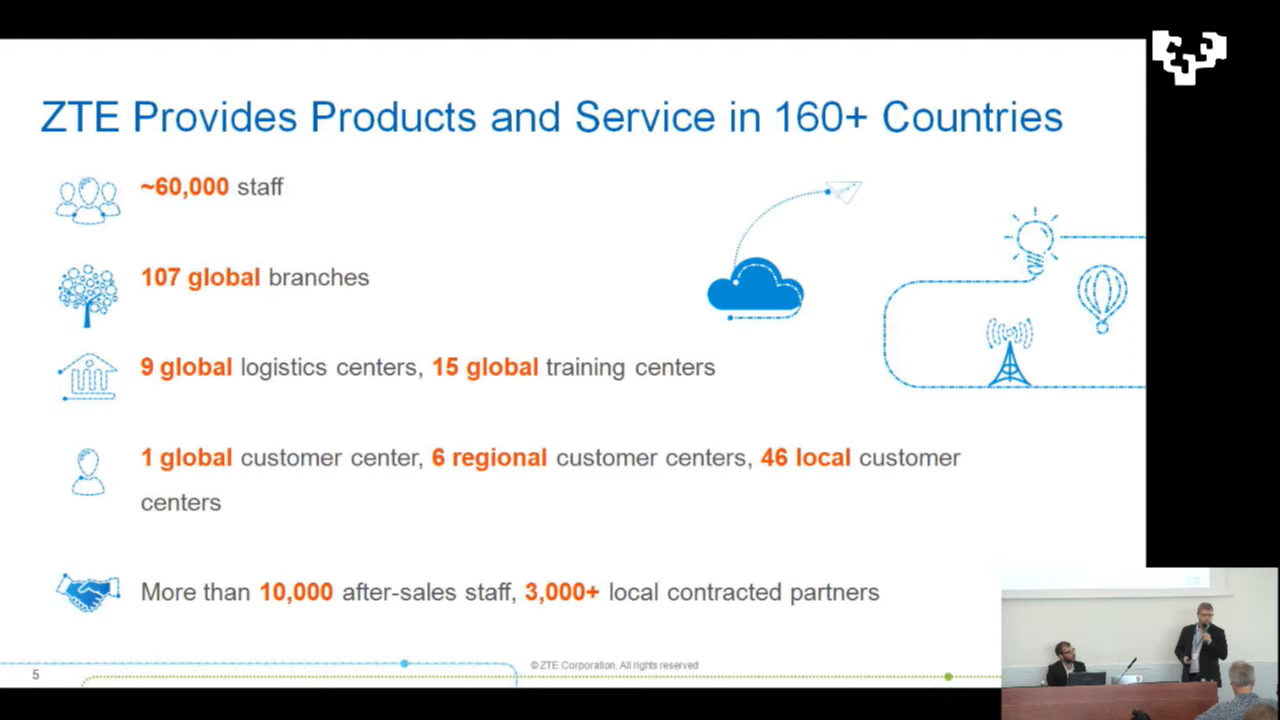 ZTE Provides Products and Service in 160+ Countries
~60,000 staff
107 global branches
9 global logistics centers, 15 global training centers
1 global customer center, 6 regional customer centers, 46 local customer
centers
More than 10,000 after-sales staff, 3,000+ local contracted partners
5
© ZTE Corporation. All rights reserved